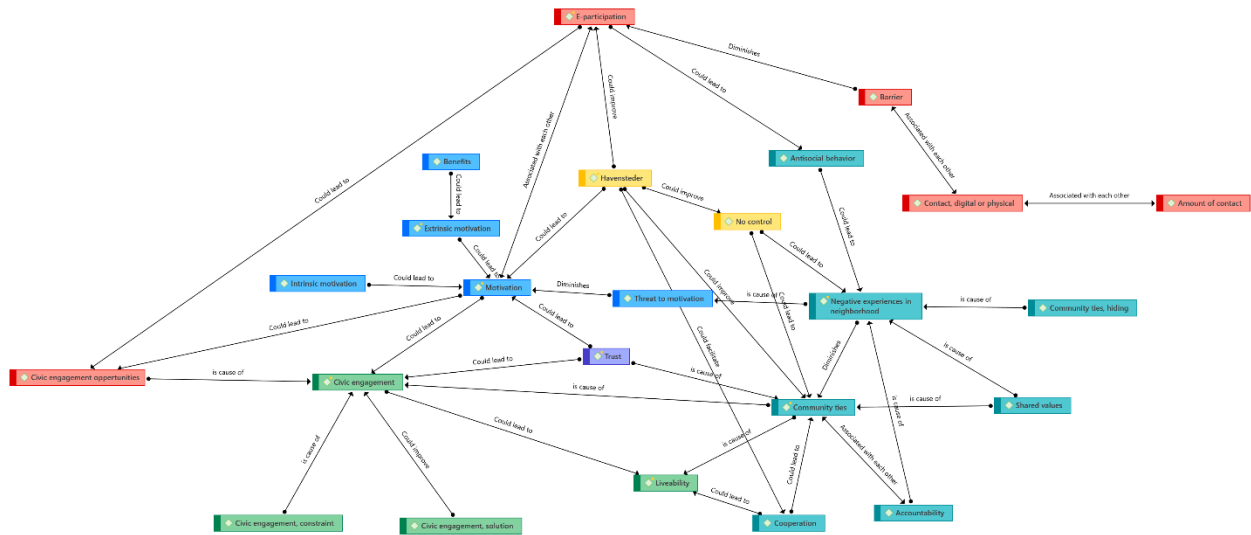 E-participation
Diminishes
Could lead to
Could improve
Barrier
Associated with each other
Associated with each other
Antisocial behavior
Could lead to
Benefits
Could lead to
Havensteder
Could improve
Contact, digital or physical
Associated with each other
Amount of contact
No control
Extrinsic motivation
Could lead to
Could lead to
Could lead to
Could lead to
Intrinsic motivation
Could lead to
Motivation
Diminishes
Threat to motivation
is cause of
Could improve
Could lead to
Negative experiences in
neighborhood
is cause of
Community ties, hiding
Could lead to
Could lead to
Could lead to
Could facilitate
Diminishes
is cause of
Trust
Could lead to
is cause of
Civic engagement oppertunities
is cause of
Civic engagement
is cause of
Community ties
is cause of
Shared values
is cause of
Could lead to
is cause of
Associated with each other
is cause of
Could improve
Could lead to
Liveability
Could lead to
Civic engagement, constraint
Civic engagement, solution
Cooperation
Accountability